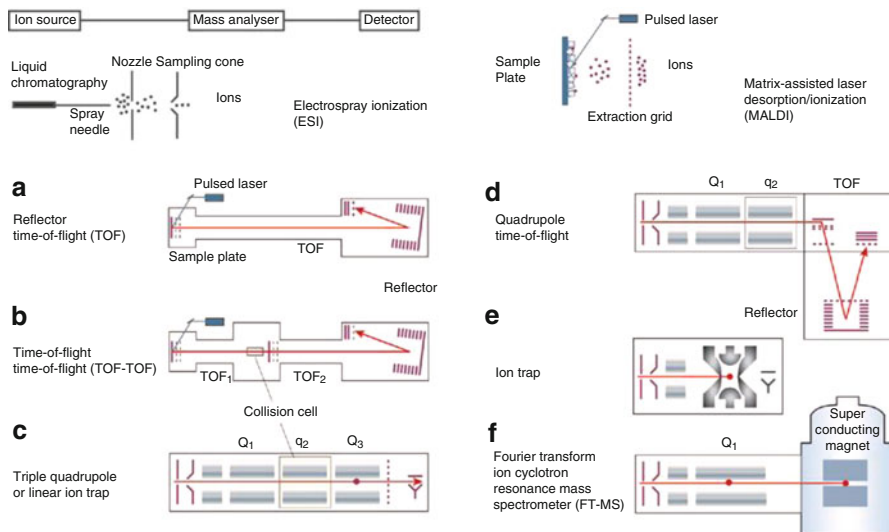 Ion source
Mass analyser
Detector
Nozzle Sampling cone
Liquid
chromatography
Spray
needle
Ions
Electrospray ionization
(ESI)
Pulsed laser
Sample
Plate
Ions
Extraction grid
Matrix-assisted laser
desorption/ionization
(MALDI)
a
Reflector
time-of-flight (TOF)
Pulsed laser
Sample plate
TOF
Reflector
b
Time-of-flight
time-of-flight (TOF-TOF)
TOF1
TOF2
Collision cell
c
Triple quadrupole
or linear ion trap
Q1
q2
Q3
d
Quadrupole
time-of-flight
Q1
q2
TOF
Reflector
e
Ion trap
f
Fourier transform
ion cyclotron
resonance mass
spectrometer (FT-MS)
Q1
Super
conducting
magnet